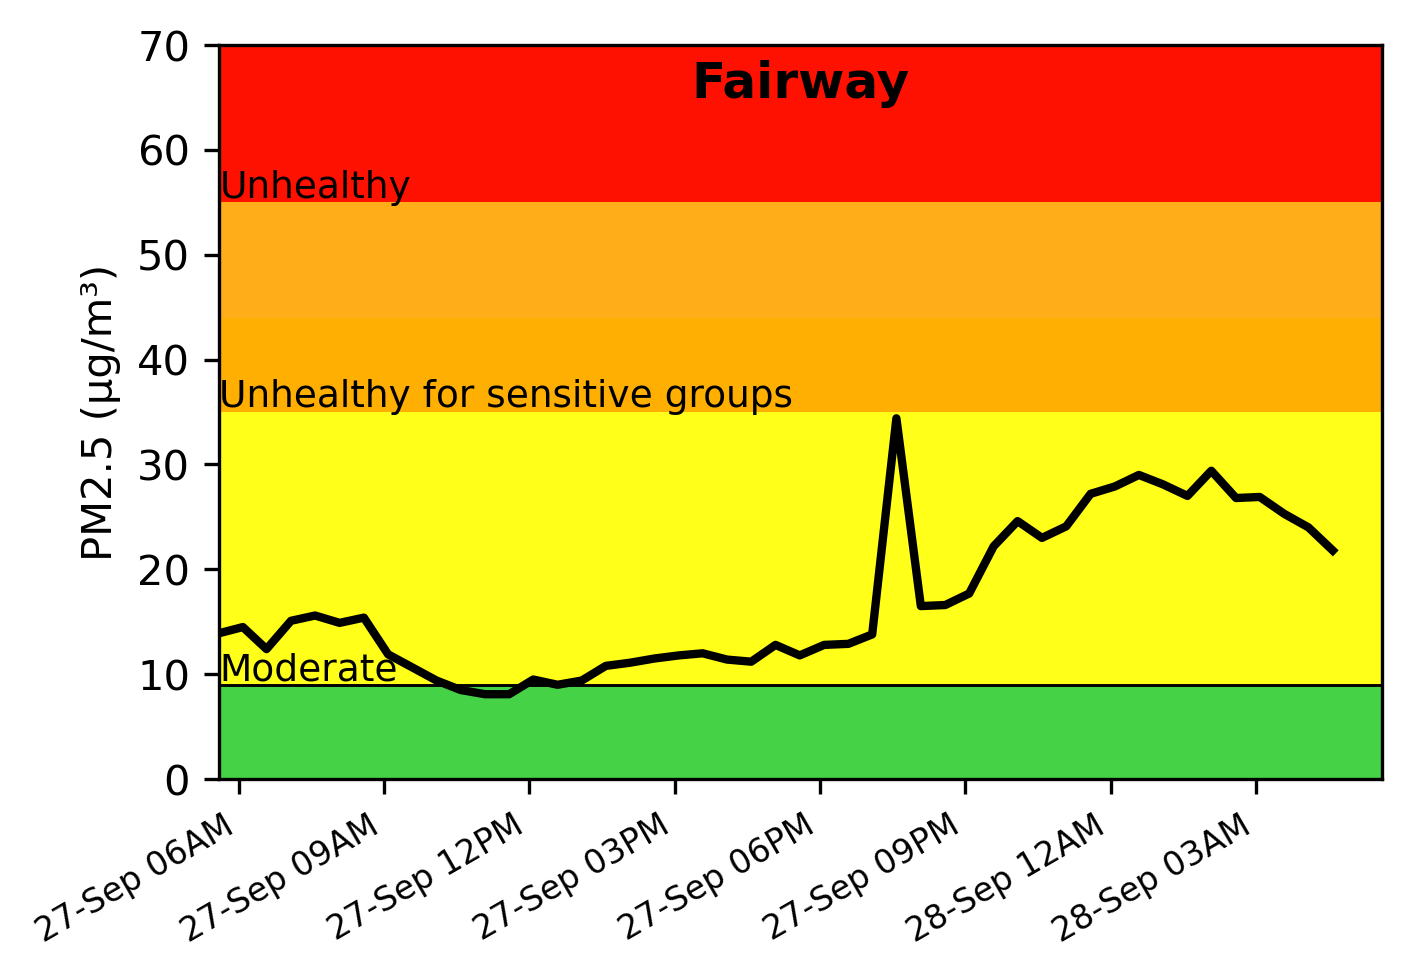 Fairway
PM2.5 (µg/m³)
70
60
50
40
30
20
10
0
Unhealthy
Unhealthy for sensitive groups
Moderate
27-Sep 06AM
27-Sep 09AM
27-Sep 12PM
27-Sep 03PM
27-Sep 06PM
27-Sep 09PM
28-Sep 12AM
28-Sep 03AM